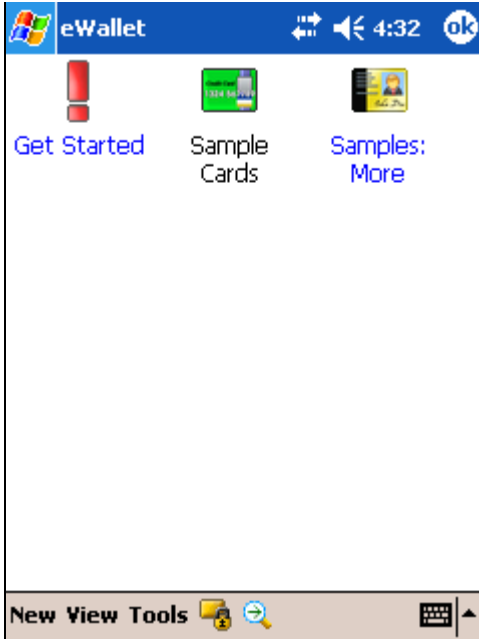 eWallet 4:32 ok
Get Started
Sample
Cards
Samples:
More
New View Tools